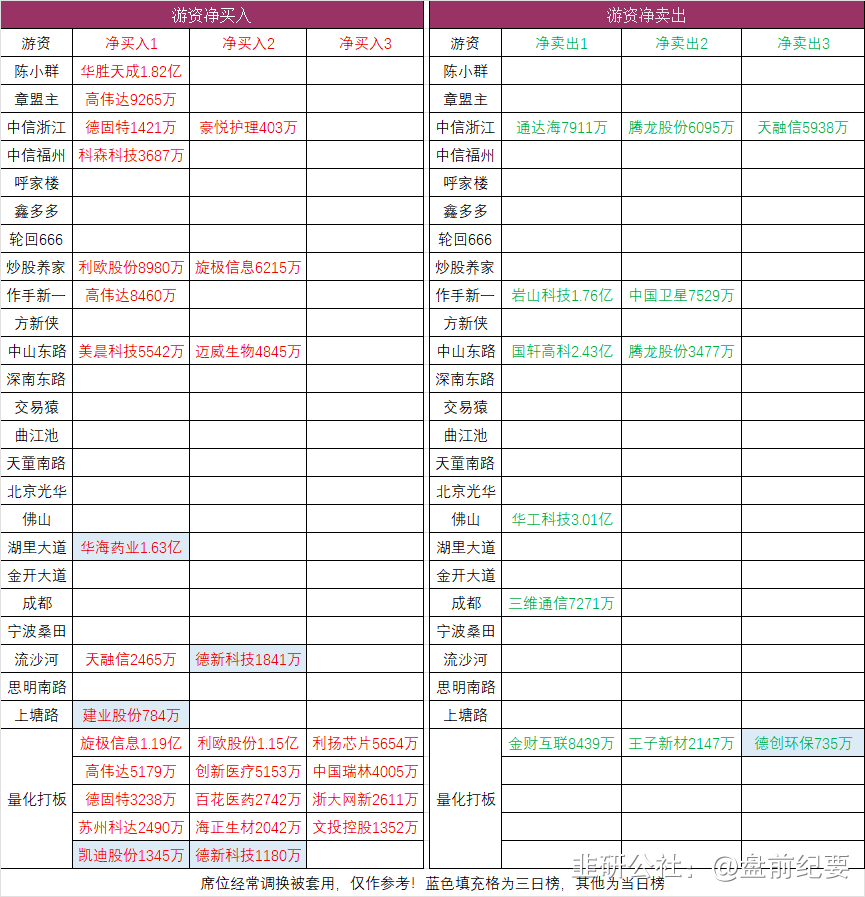 游资净买入 游资净卖出
游资 净买入1 净买入2 净买入3 游资 净卖出1 净卖出2 净卖出3
陈小群 华胜天成1.82亿 陈小群
章盟主 高伟达9265万 章盟主
中信浙江 德固特1421万 豪悦护理403万 中信浙江 通达海7911万 腾龙股份6095万 天融信5938万
中信福州 科森科技3687万 中信福州
呼家楼 呼家楼
鑫多多 鑫多多
轮回666 轮回666
炒股养家 利欧股份8980万 旋极信息6215万 炒股养家
作手新一 高伟达8460万 作手新一 岩山科技1.76亿 中国卫星7529万
方新侠 方新侠
中山东路 美晨科技5542万 迈威生物4845万 中山东路 国轩高科2.43亿 腾龙股份3477万
深南东路 深南东路
交易猿 交易猿
曲江池 曲江池
天童南路 天童南路
北京光华 北京光华
佛山 佛山 华工科技3.01亿
湖里大道 华海药业1.63亿 湖里大道
金开大道 金开大道
成都 成都 三维通信7271万
宁波桑田 宁波桑田
流沙河 天融信2465万 德新科技1841万 流沙河
思明南路 思明南路
上塘路 建业股份784万 上塘路
旋极信息1.19亿 利欧股份1.15亿 利扬芯片5654万 金财互联8439万 王子新材2147万 德创环保735万
高伟达5179万 创新医疗5153万 中国瑞林4005万
量化打板 德固特3238万 百花医药2742万 浙大网新2611万 量化打板
苏州科达2490万 海正生材2042万 文投控股1352万
凯迪股份1345万 德新科技1180万
韭研公社：@盘前纪要
席位经常调换被套用，仅作参考！蓝色填充格为三日榜，其他为当日榜